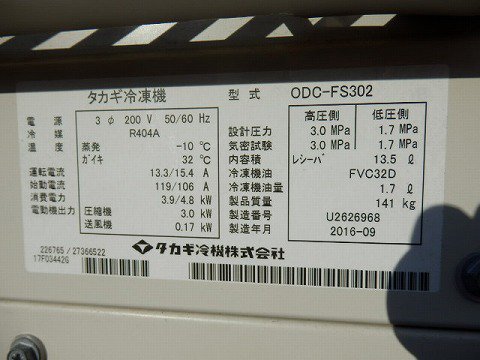 タカギ冷凍機 型式 ODC-FS302
電源 3 φ 200 V 50/60 Hz
冷媒 R404A
温度 蒸発 -10 ℃
ガイキ 32 ℃
運転電流 13.3/15.4 A
始動電流 119/106 A
消費電力 3.9/4.8 kW
電動機出力 圧縮機 3.0 kW
送風機 0.17 kW
高圧側 低圧側
設計圧力 3.0 MPa 1.7 MPa
気密試験 3.0 MPa 1.7 MPa
内容積 レシーバ 13.5 ℓ
冷凍機油 FVC32D
冷凍機油量 1.7 ℓ
製品質量 141 kg
製造番号 U2626968
製造年月 2016-09
タカギ冷機株式会社
226765 / 27366522
17F03442G